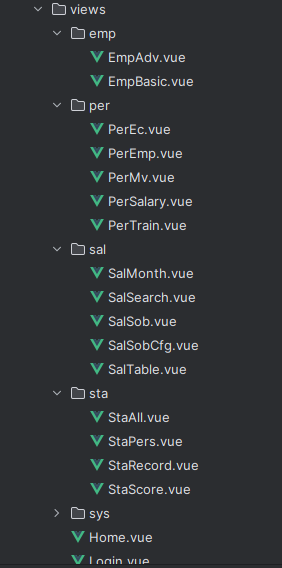 views
emp
EmpAdv.vue
EmpBasic.vue
per
PerEc.vue
PerEmp.vue
PerMv.vue
PerSalary.vue
PerTrain.vue
sal
SalMonth.vue
SalSearch.vue
SalSob.vue
SalSobCfg.vue
SalTable.vue
sta
StaAll.vue
StaPers.vue
StaRecord.vue
StaScore.vue
sys
Home.vue
Login.vue